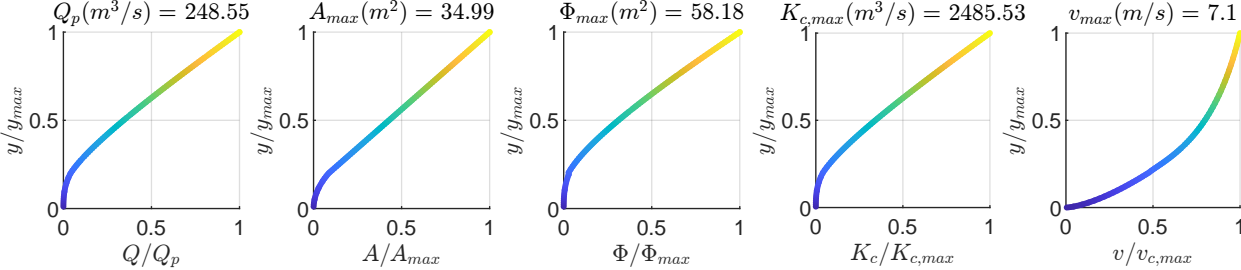 Q_p(m^3/s) = 248.55
1
0.5
0
y/y_max
0 0.5 1
Q/Q_p
A_max(m^2) = 34.99
1
0.5
0
y/y_max
0 0.5 1
A/A_max
Φ_max(m^2) = 58.18
1
0.5
0
y/y_max
0 0.5 1
Φ/Φ_max
K_c,max(m^3/s) = 2485.53
1
0.5
0
y/y_max
0 0.5 1
K_c/K_c,max
v_max(m/s) = 7.1
1
0.5
0
y/y_max
0 0.5 1
v/v_c,max